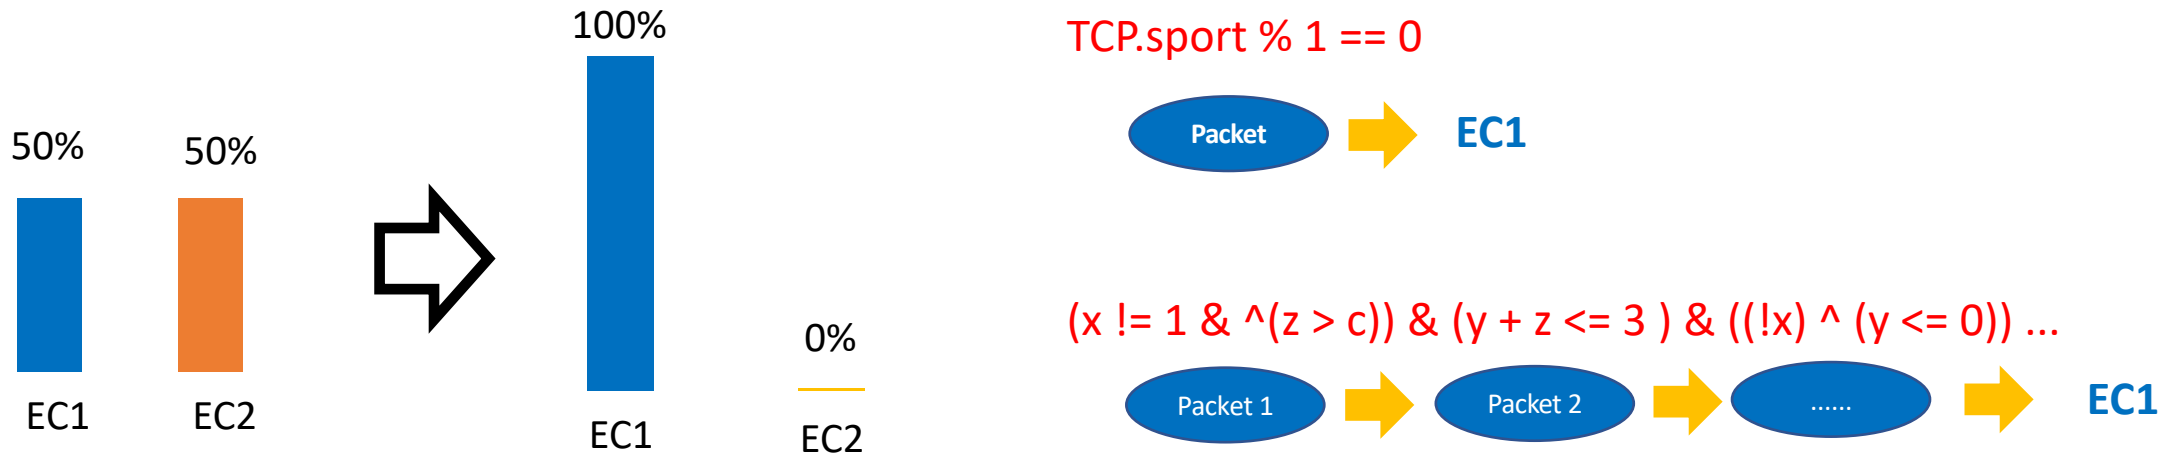 50%
50%
EC1
EC2
100%
0%
EC1
EC2
TCP.sport % 1 == 0
Packet
EC1
(x != 1 & ^(z > c)) & (y + z <= 3 ) & ((!x) ^ (y <= 0)) ...
Packet 1
Packet 2
......
EC1